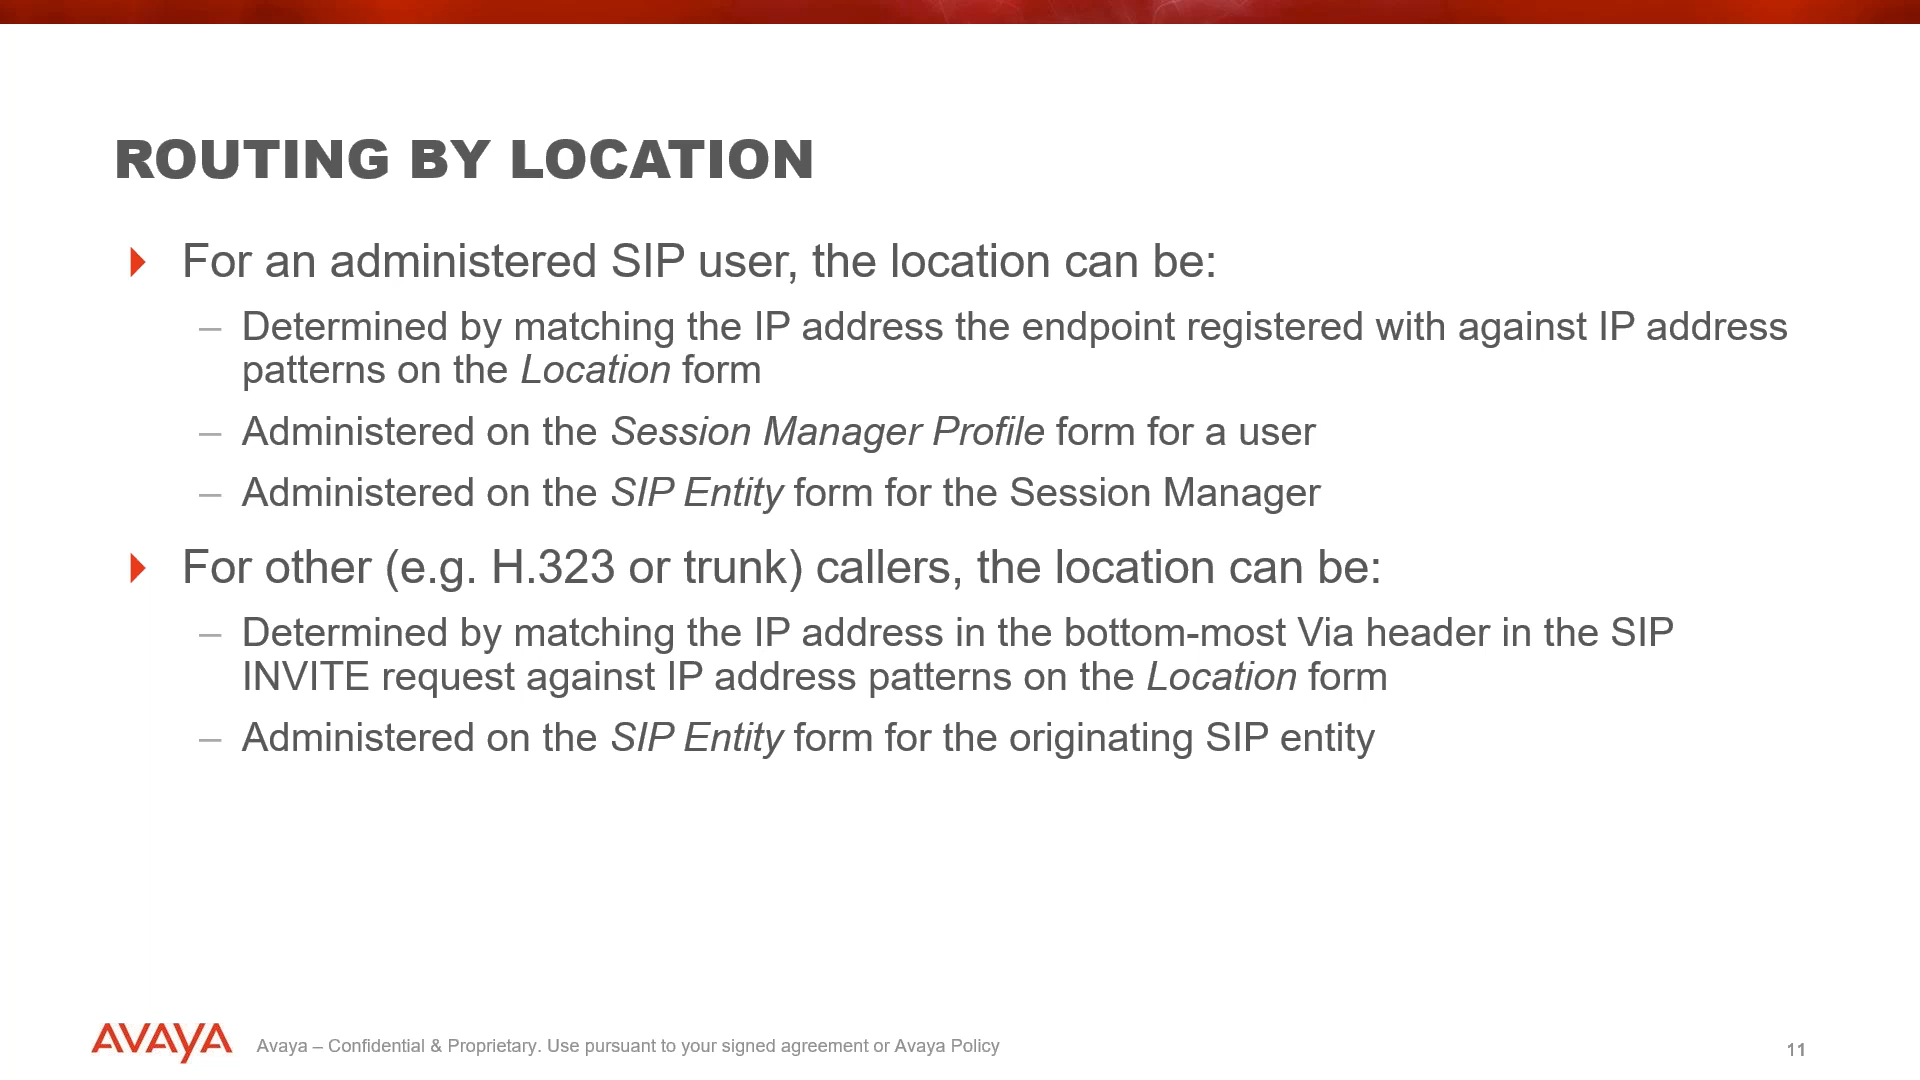 ROUTING BY LOCATION
For an administered SIP user, the location can be:
– Determined by matching the IP address the endpoint registered with against IP address
patterns on the Location form
– Administered on the Session Manager Profile form for a user
– Administered on the SIP Entity form for the Session Manager
For other (e.g. H.323 or trunk) callers, the location can be:
– Determined by matching the IP address in the bottom-most Via header in the SIP
INVITE request against IP address patterns on the Location form
– Administered on the SIP Entity form for the originating SIP entity
AVAYA Avaya – Confidential & Proprietary. Use pursuant to your signed agreement or Avaya Policy 11